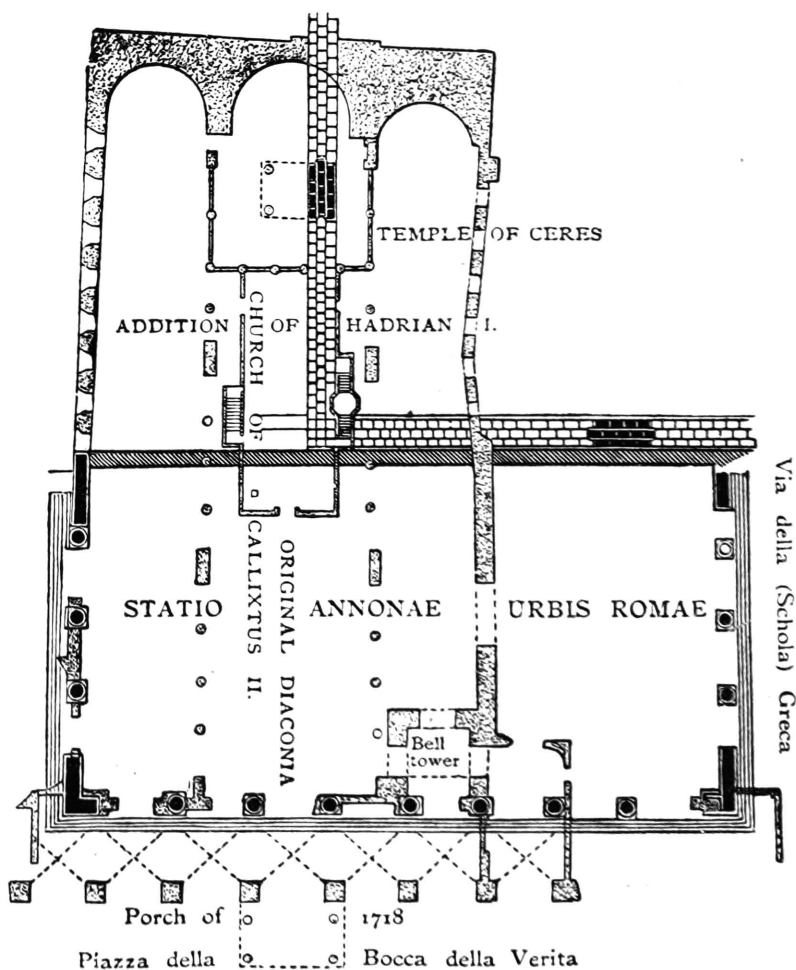 TEMPLE OF CERES
ADDITION OF HADRIAN I.
CHURCH OF CALLIXTUS II.
STATIO ANNONAE URBIS ROMAE
ORIGINAL DIACONIA
Via della (Schola) Greca
Bell
tower
Porch of 1718
Piazza della Bocca della Verita